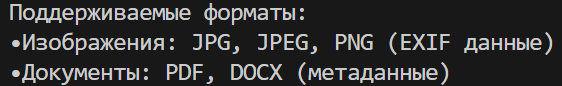 Поддерживаемые форматы:
•Изображения: JPG, JPEG, PNG (EXIF данные)
•Документы: PDF, DOCX (метаданные)